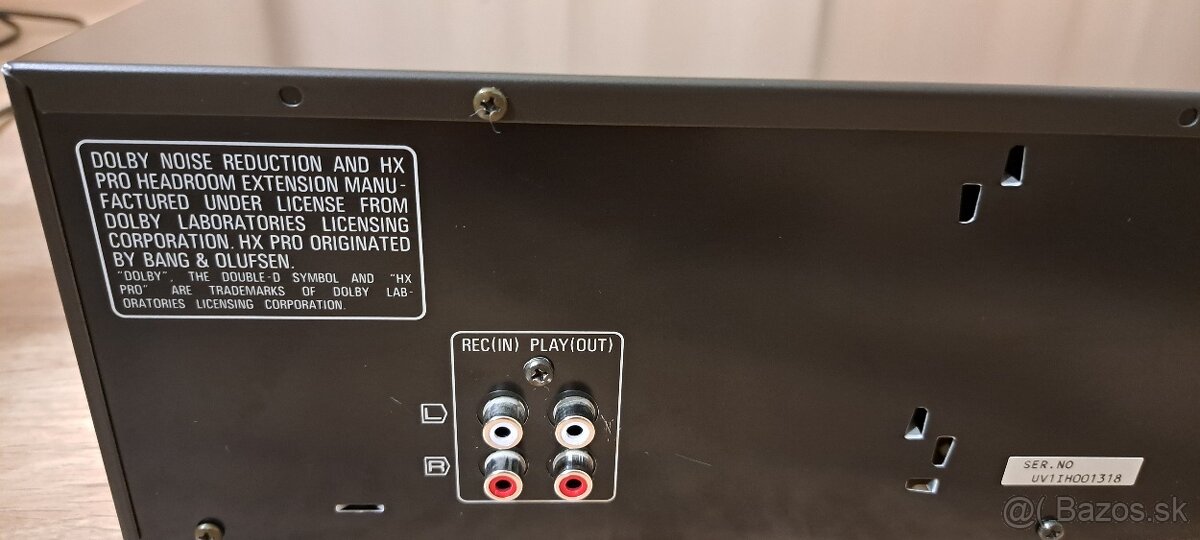 DOLBY NOISE REDUCTION AND HX
PRO HEADROOM EXTENSION MANU-
FACTURED UNDER LICENSE FROM
DOLBY LABORATORIES LICENSING
CORPORATION. HX PRO ORIGINATED
BY BANG & OLUFSEN.
"DOLBY", THE DOUBLE-D SYMBOL AND "HX
PRO" ARE TRADEMARKS OF DOLBY LAB-
ORATORIES LICENSING CORPORATION.
REC(IN) PLAY(OUT)
L
R
SER.NO
UV1IH001318
@( Bazos.sk